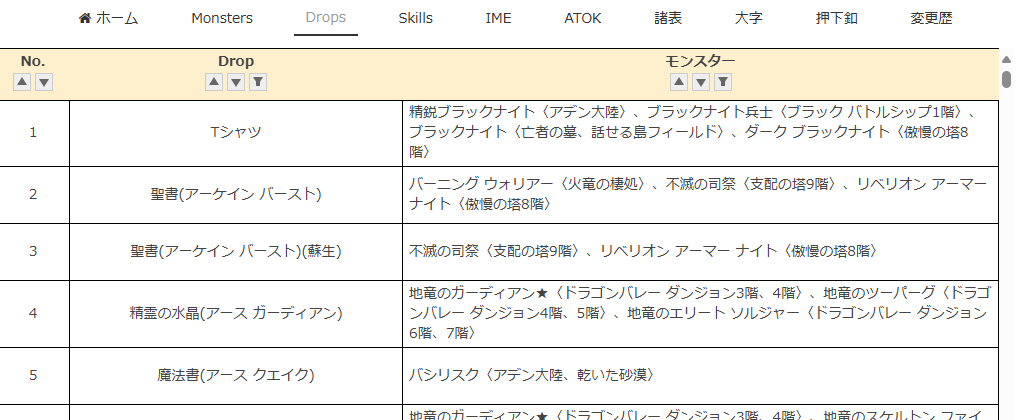 ホーム Monsters Drops Skills IME ATOK 諸表 大字 押下釦 変更歴
No. Drop モンスター
1 Tシャツ 精鋭ブラックナイト〈アデン大陸〉、ブラックナイト兵士〈ブラック バトルシップ1階〉、
ブラックナイト〈亡者の墓、話せる島フィールド〉、ダーク ブラックナイト〈傲慢の塔8
階〉
2 聖書(アーケイン バースト) バーニング ウォリアー〈火竜の棲処〉、不滅の司祭〈支配の塔9階〉、リベリオン アーマー
ナイト〈傲慢の塔8階〉
3 聖書(アーケイン バースト)(蘇生) 不滅の司祭〈支配の塔9階〉、リベリオン アーマー ナイト〈傲慢の塔8階〉
4 精霊の水晶(アース ガーディアン) 地竜のガーディアン★〈ドラゴンバレー ダンジョン3階、4階〉、地竜のツーパーグ〈ドラゴ
ンバレー ダンジョン4階、5階〉、地竜のエリート ソルジャー〈ドラゴンバレー ダンジョン
6階、7階〉
5 魔法書(アース クエイク) バシリスク〈アデン大陸、乾いた砂漠〉
地竜のガーディアン★〈ドラゴンバレー ダンジョン3階、4階〉、地竜のスケルトン ファイ